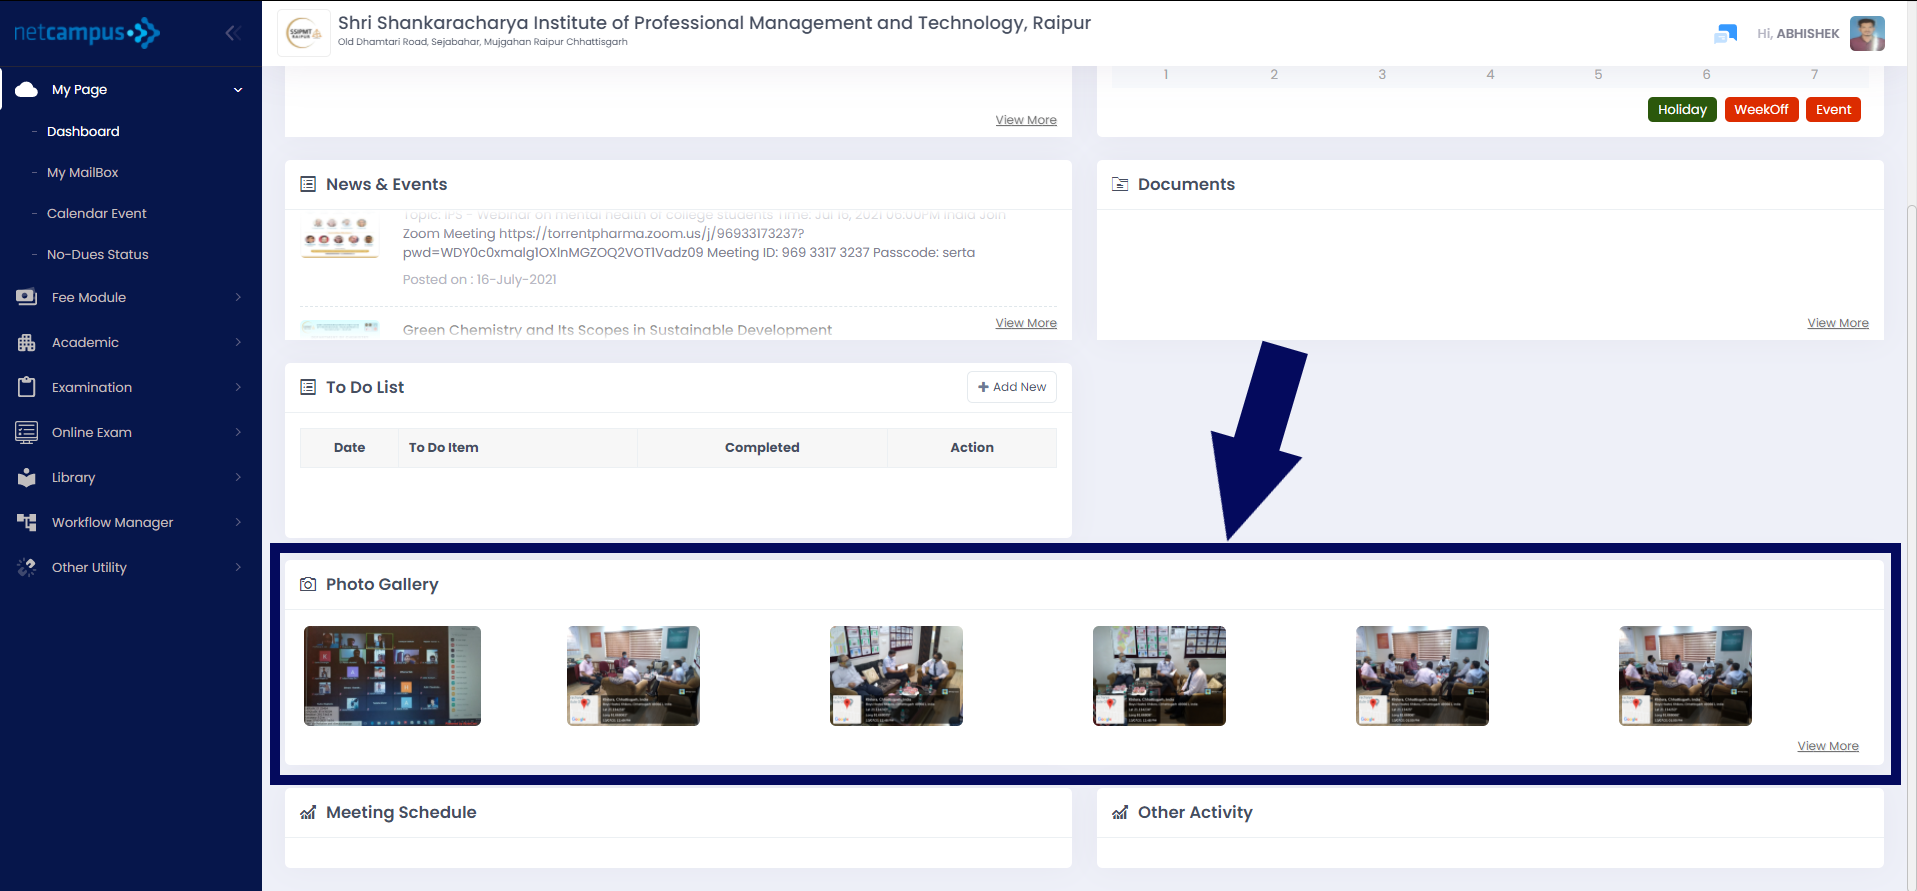 netcampus
Shri Shankaracharya Institute of Professional Management and Technology, Raipur
Old Dhamtari Road, Sejabahar, Mujgahan Raipur Chhattisgarh
SSIPMT
RAIPUR
Hi, ABHISHEK
My Page
Dashboard
My MailBox
Calendar Event
No-Dues Status
Fee Module
Academic
Examination
Online Exam
Library
Workflow Manager
Other Utility
View More
1 2 3 4 5 6 7
Holiday WeekOff Event
News & Events
Topic: IPS - Webinar on mental health of college students Time: Jul 16, 2021 06:00PM India Join
Zoom Meeting https://torrentpharma.zoom.us/j/96933173237?
pwd=WDY0c0xmalg1OXlnMGZOQ2VOT1Vadz09 Meeting ID: 969 3317 3237 Passcode: serta
Posted on : 16-July-2021
Green Chemistry and Its Scopes in Sustainable Development
View More
Documents
View More
To Do List
+ Add New
Date To Do Item Completed Action
Photo Gallery
View More
Meeting Schedule
Other Activity